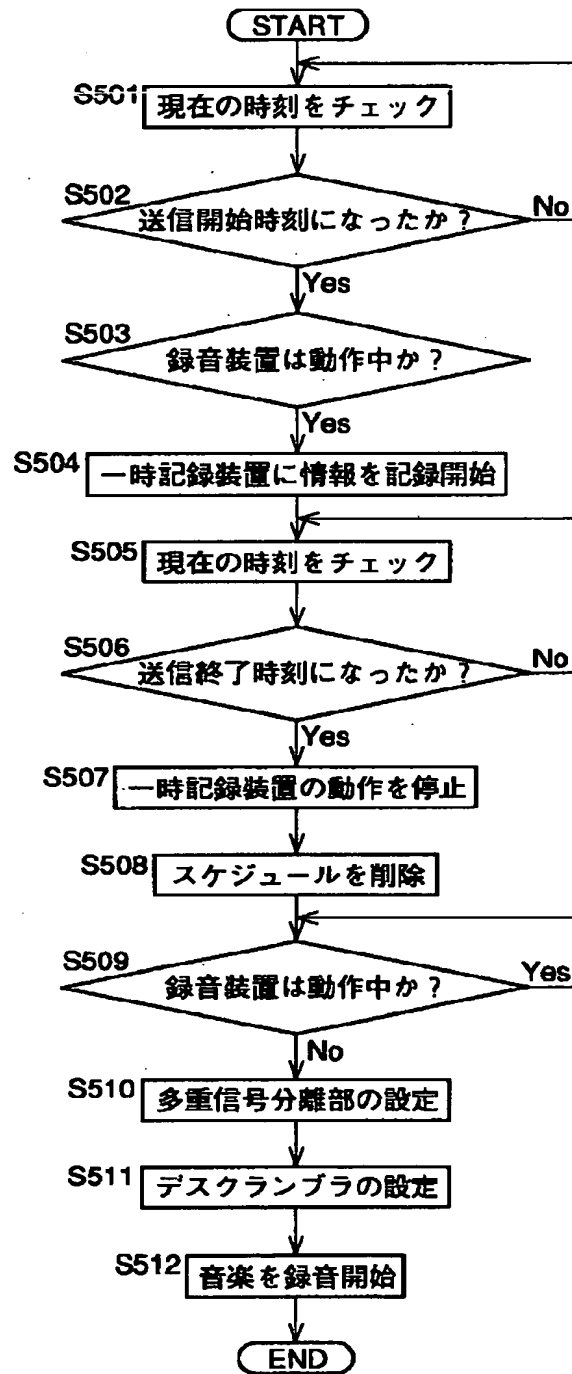 START
S501
現在の時刻をチェック
S502
送信開始時刻になったか？
No
Yes
S503
録音装置は動作中か？
Yes
S504
一時記録装置に情報を記録開始
S505
現在の時刻をチェック
S506
送信終了時刻になったか？
No
Yes
S507
一時記録装置の動作を停止
S508
スケジュールを削除
S509
録音装置は動作中か？
Yes
No
S510
多重信号分離部の設定
S511
デスクランブラの設定
S512
音楽を録音開始
END